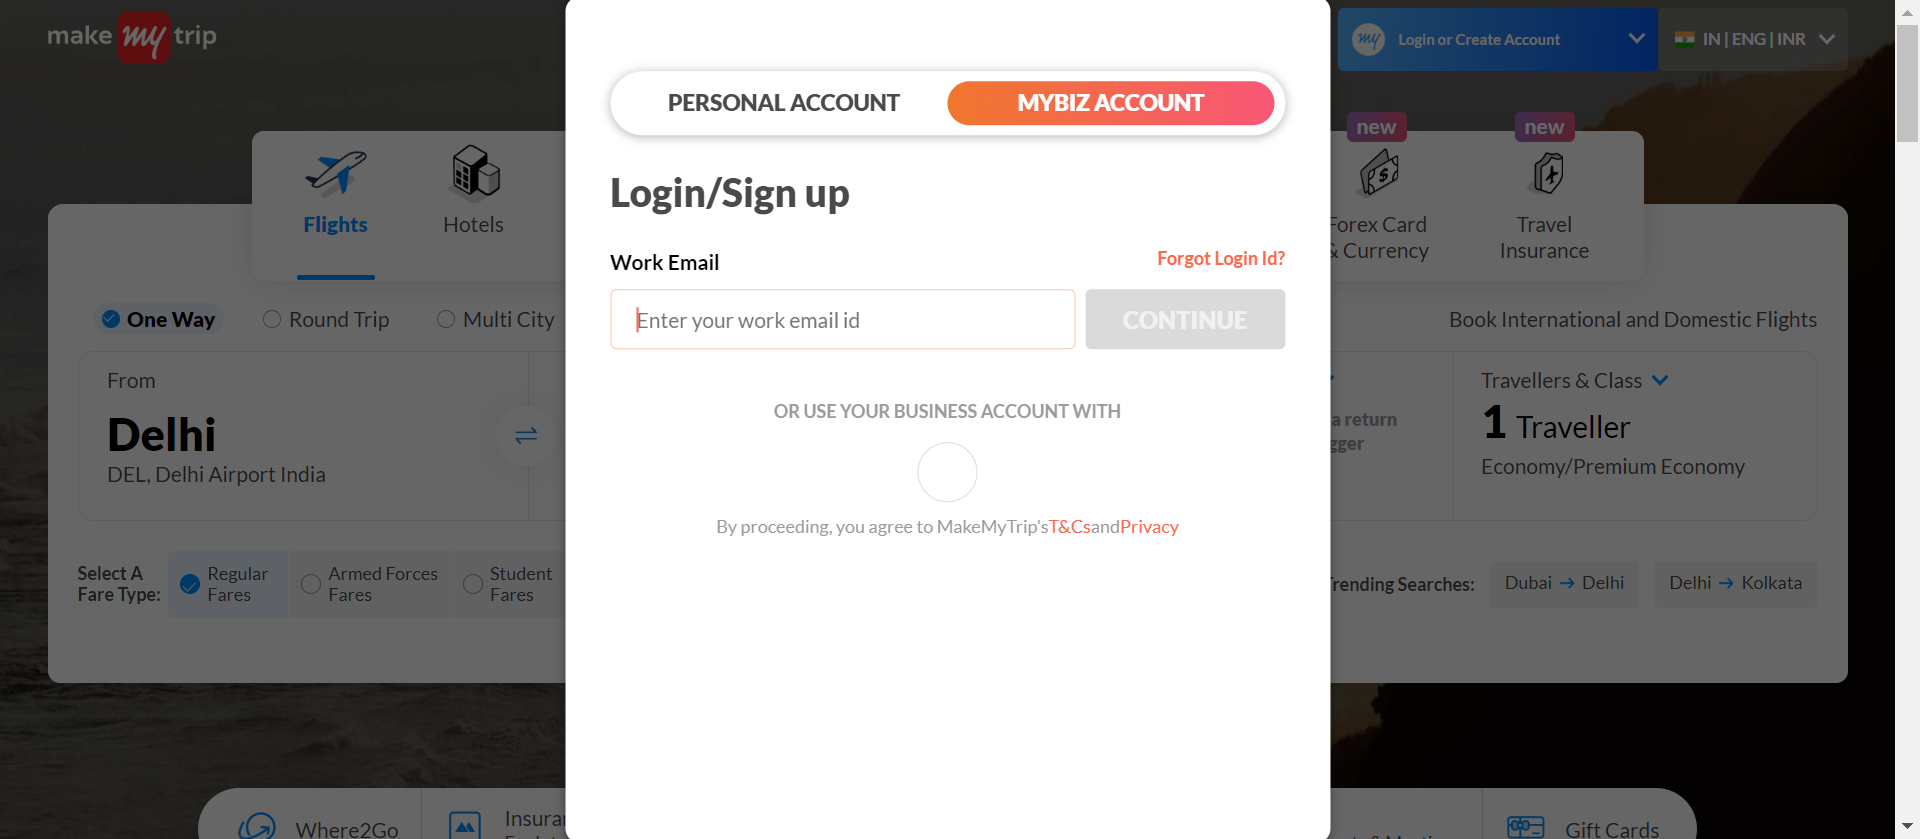 make my trip
PERSONAL ACCOUNT
MYBIZ ACCOUNT
my
Login or Create Account
IN | ENG | INR
new
new
Flights
Hotels
Forex Card
& Currency
Travel
Insurance
Login/Sign up
Work Email
Forgot Login Id?
Enter your work email id
CONTINUE
One Way
Round Trip
Multi City
Book International and Domestic Flights
From
Delhi
DEL, Delhi Airport India
a return
Travellers & Class
1 Traveller
Economy/Premium Economy
OR USE YOUR BUSINESS ACCOUNT WITH
By proceeding, you agree to MakeMyTrip'sT&CsandPrivacy
Select A
Fare Type:
Regular
Fares
Armed Forces
Fares
Student
Fares
Trending Searches:
Dubai → Delhi
Delhi → Kolkata
Where2Go
Gift Cards